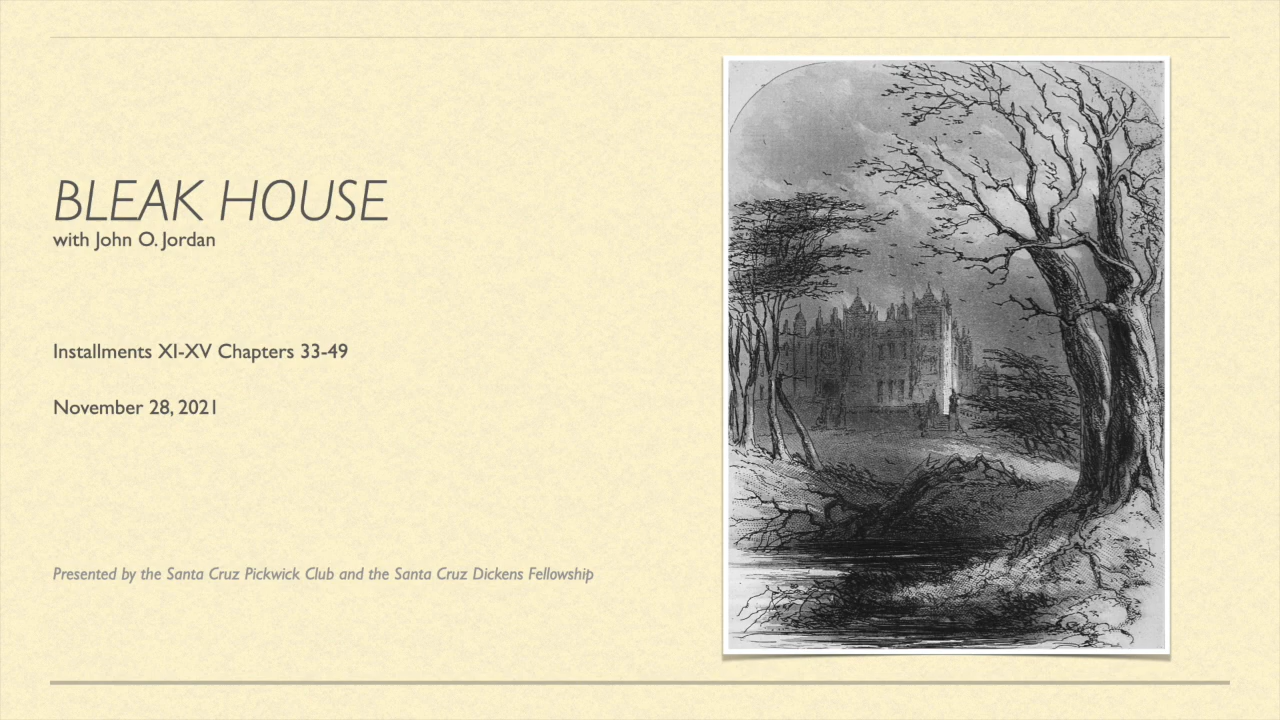 BLEAK HOUSE
with John O. Jordan
Installments XI-XV Chapters 33-49
November 28, 2021
Presented by the Santa Cruz Pickwick Club and the Santa Cruz Dickens Fellowship